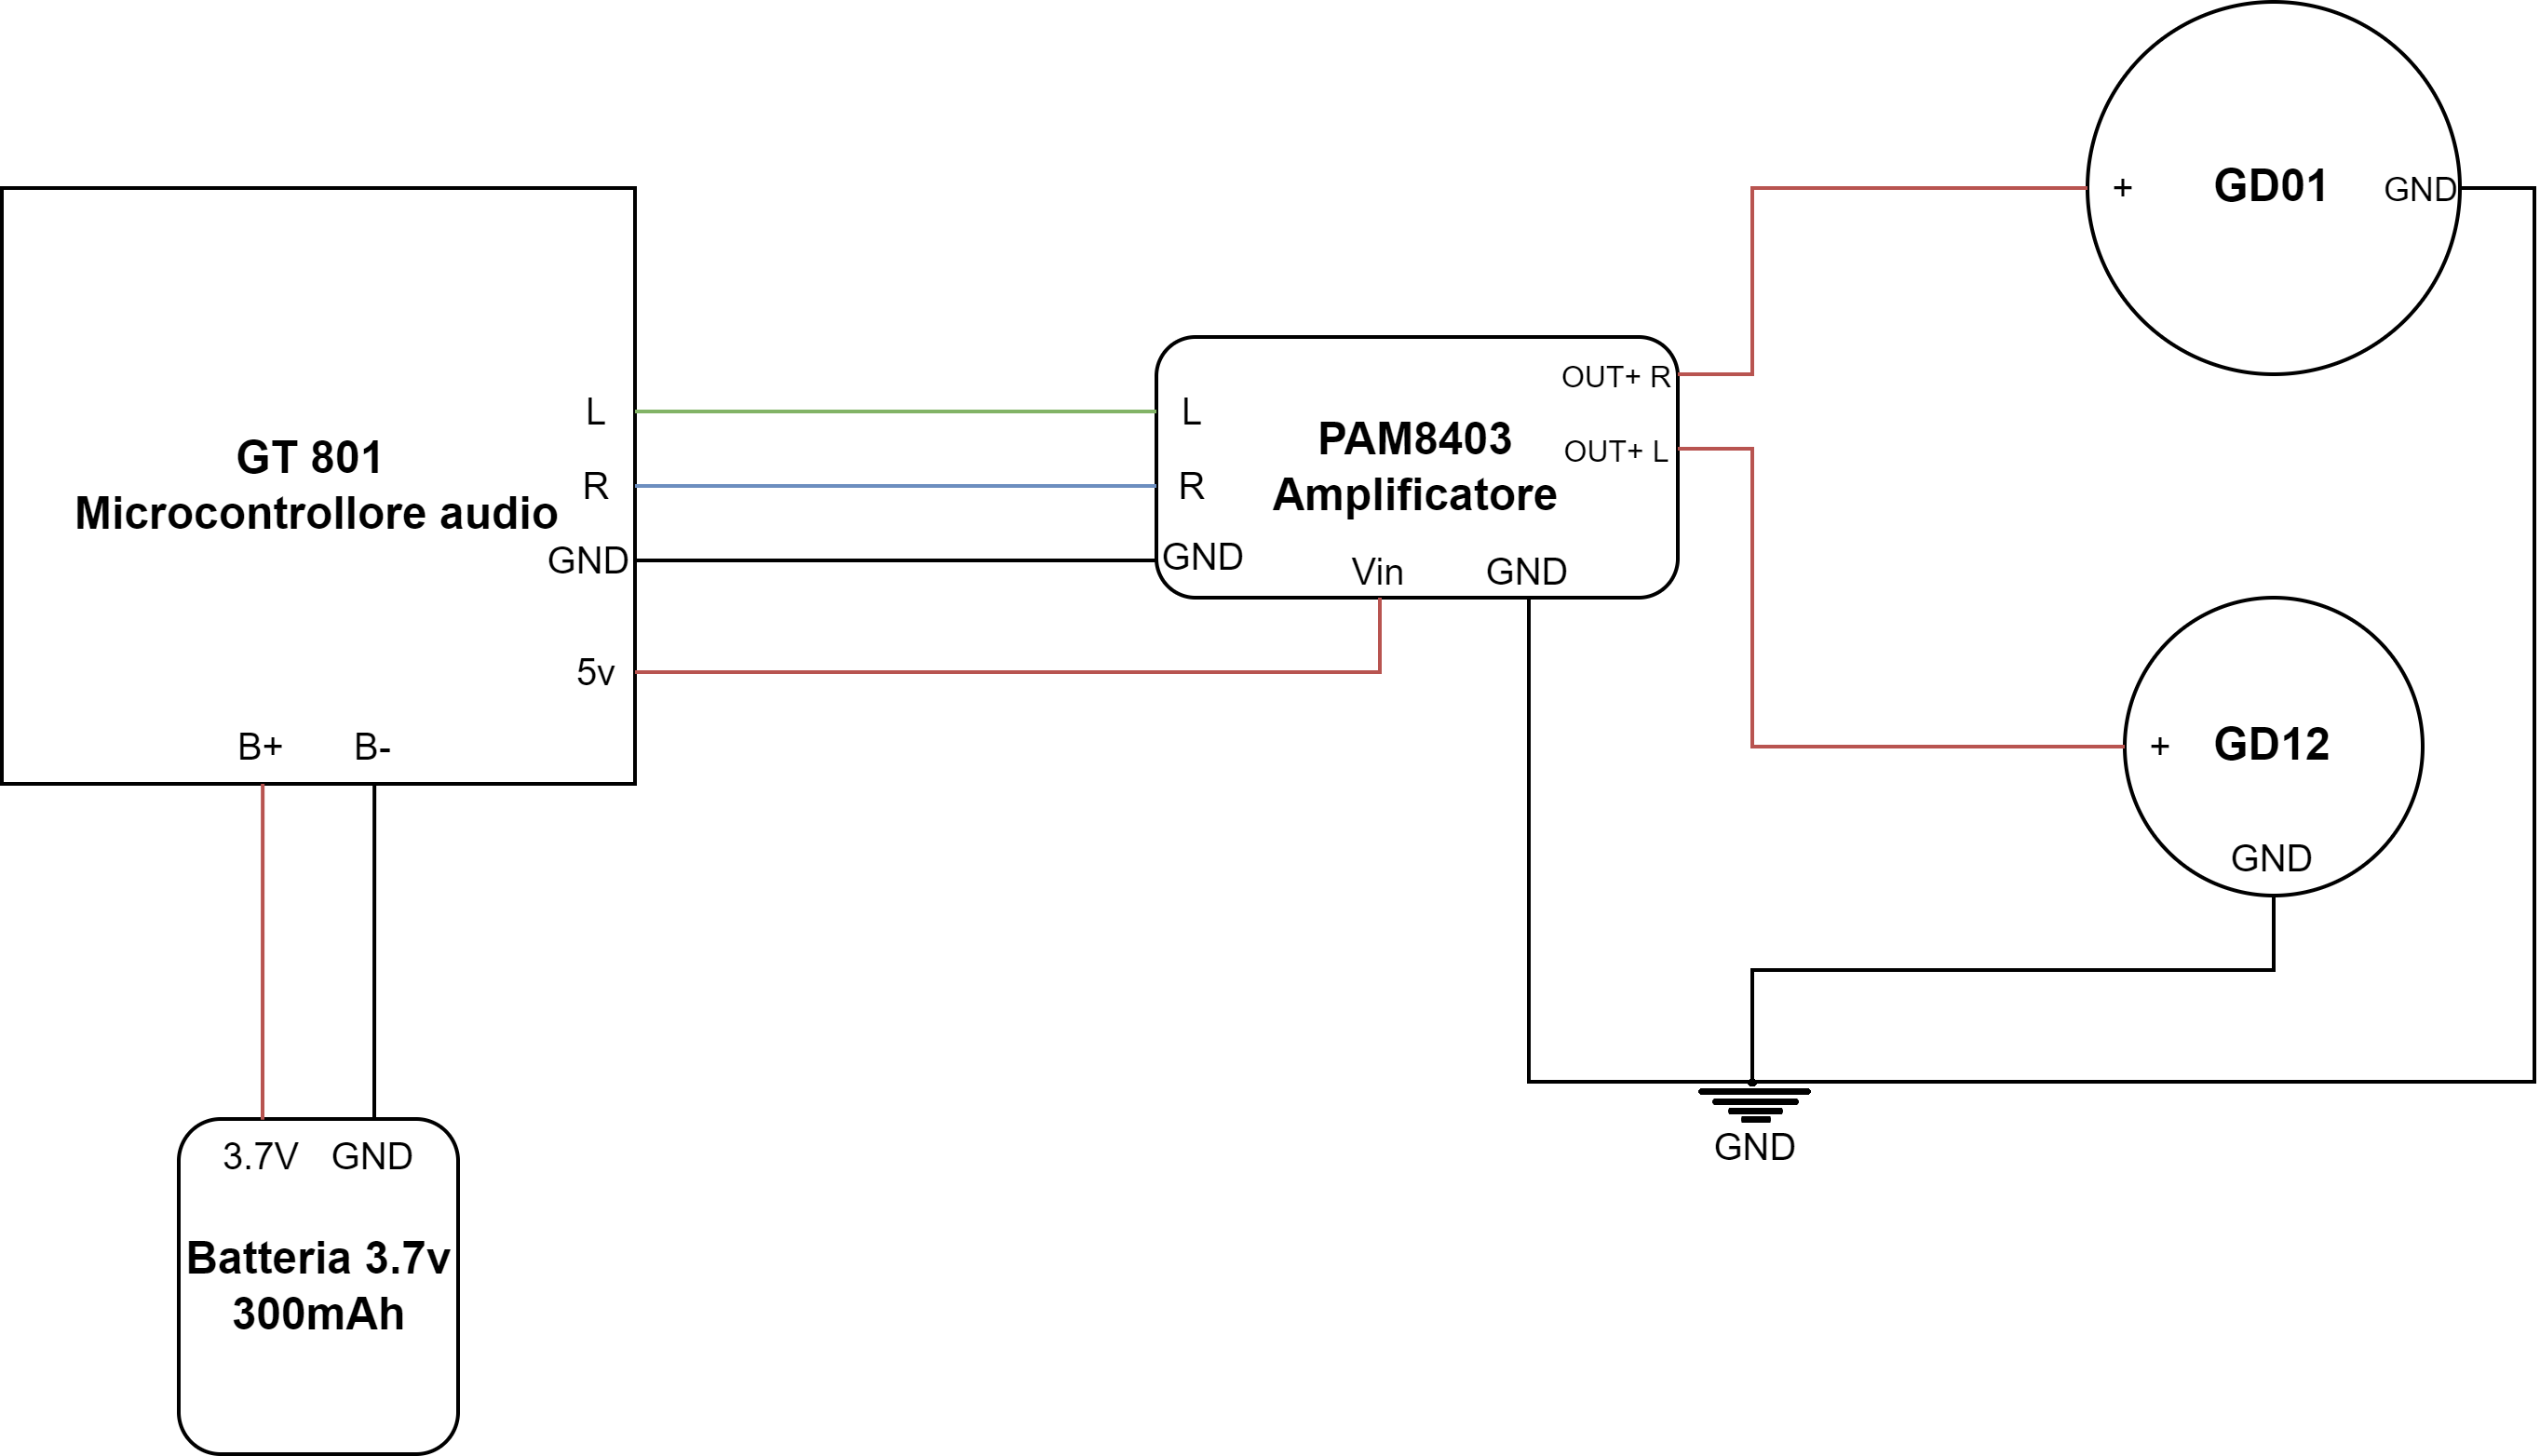 GT 801
Microcontrollore audio
L
R
GND
5v
B+
B-
3.7V
GND
Batteria 3.7v
300mAh
L
R
GND
PAM8403
Amplificatore
OUT+ R
OUT+ L
Vin
GND
+
GD01
GND
+
GD12
GND
GND